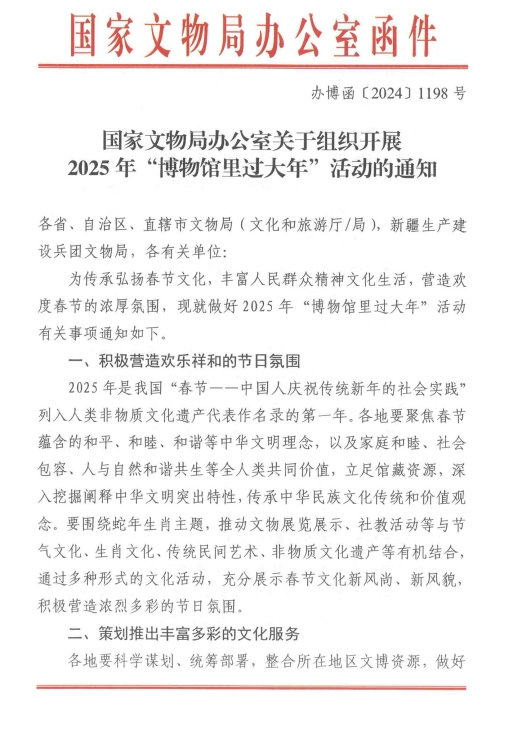 国家文物局办公室函件
办博函〔2024〕1198号
国家文物局办公室关于组织开展
2025年“博物馆里过大年”活动的通知
各省、自治区、直辖市文物局（文化和旅游厅/局），新疆生产建
设兵团文物局，各有关单位：
为传承弘扬春节文化，丰富人民群众精神文化生活，营造欢
度春节的浓厚氛围，现就做好2025年“博物馆里过大年”活动
有关事项通知如下。
一、积极营造欢乐祥和的节日氛围
2025年是我国“春节——中国人庆祝传统新年的社会实践”
列入人类非物质文化遗产代表作名录的第一年。各地要聚焦春节
蕴含的和平、和睦、和谐等中华文明理念，以及家庭和睦、社会
包容、人与自然和谐共生等全人类共同价值，立足馆藏资源，深
入挖掘阐释中华文明突出特性，传承中华民族文化传统和价值观
念。要围绕蛇年生肖主题，推动文物展览展示、社教活动等与节
气文化、生肖文化、传统民间艺术、非物质文化遗产等有机结合，
通过多种形式的文化活动，充分展示春节文化新风尚、新风貌，
积极营造浓烈多彩的节日氛围。
二、策划推出丰富多彩的文化服务
各地要科学谋划、统筹部署，整合所在地区文博资源，做好